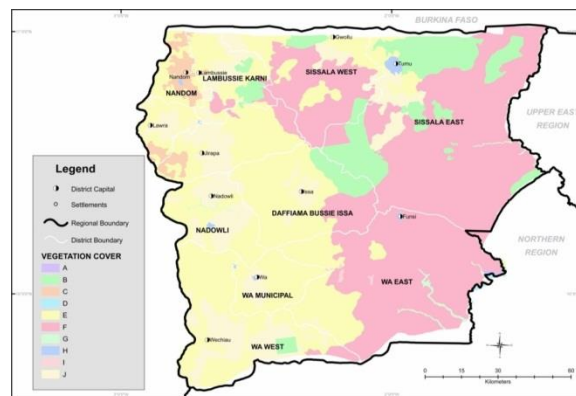 BURKINA FASO
Gwollu
Tumu
SISSALA WEST
Nandom
Lambussie
LAMBUSSIE KARNI
NANDOM
SISSALA EAST
UPPER EAST
REGION
Lawra
Jirapa
Legend
District Capital
Settlements
Regional Boundary
District Boundary
VEGETATION COVER
A
B
C
D
E
F
G
H
I
J
Nadowli
Issa
DAFFIAMA BUSSIE ISSA
Funsi
NADOWLI
NORTHERN
REGION
Wa
WA EAST
WA MUNICIPAL
Wechiau
WA WEST
0
15
30
60
Kilometers